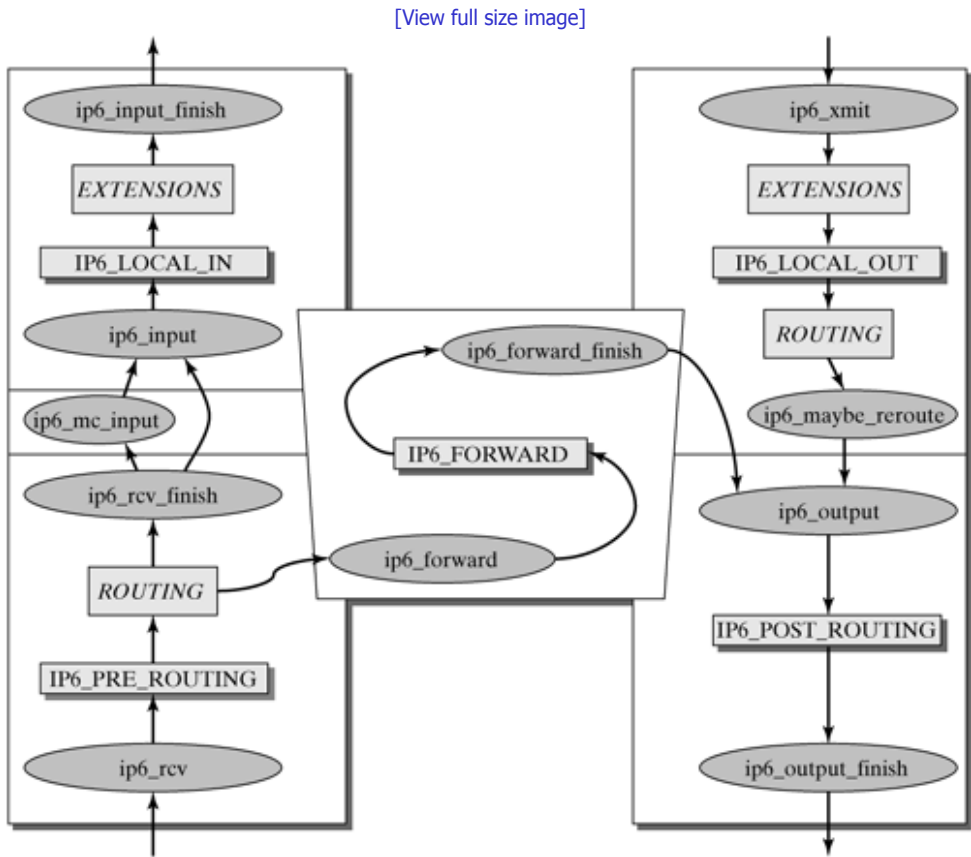 [View full size image]
ip6_input_finish
EXTENSIONS
IP6_LOCAL_IN
ip6_input
ip6_mc_input
ip6_rcv_finish
ROUTING
IP6_PRE_ROUTING
ip6_rcv
ip6_forward_finish
IP6_FORWARD
ip6_forward
ip6_xmit
EXTENSIONS
IP6_LOCAL_OUT
ROUTING
ip6_maybe_reroute
ip6_output
IP6_POST_ROUTING
ip6_output_finish